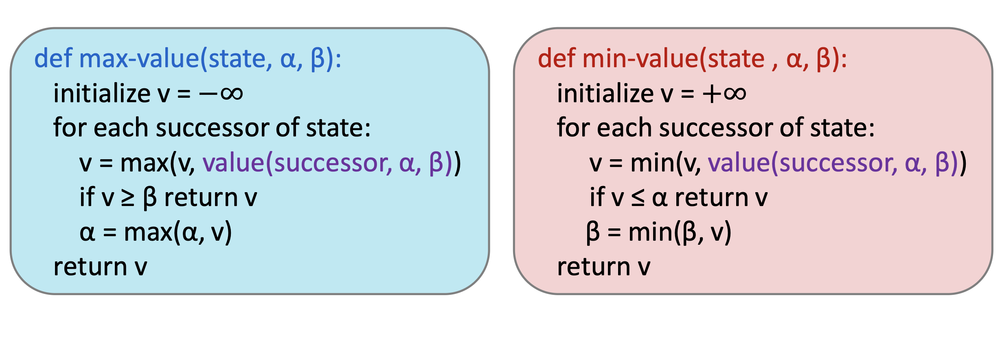 def max-value(state, α, β):
initialize v = −∞
for each successor of state:
v = max(v, value(successor, α, β))
if v ≥ β return v
α = max(α, v)
return v
def min-value(state , α, β):
initialize v = +∞
for each successor of state:
v = min(v, value(successor, α, β))
if v ≤ α return v
β = min(β, v)
return v